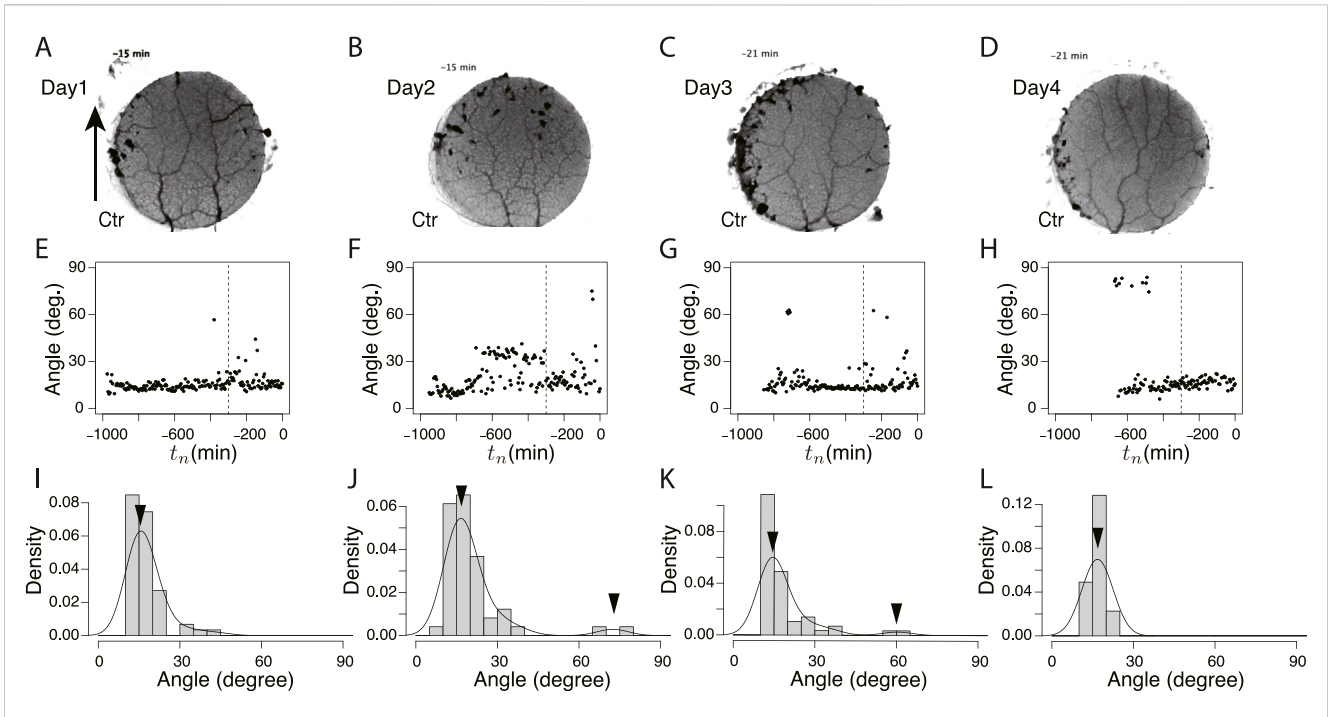 A
B
C
D
-15 min
-15 min
-21 min
-21 min
Day1
Day2
Day3
Day4
Ctr
Ctr
Ctr
Ctr
E
F
G
H
90
60
30
0
Angle (deg.)
−1000 −600 −200 0
tₙ(min)
90
60
30
0
Angle (deg.)
−1000 −600 −200 0
tₙ(min)
90
60
30
0
Angle (deg.)
−1000 −600 −200 0
tₙ(min)
90
60
30
0
Angle (deg.)
−1000 −600 −200 0
tₙ(min)
I
J
K
L
0.08
0.06
0.04
0.02
0.00
Density
0 30 60 90
Angle (degree)
0.06
0.04
0.02
0.00
Density
0 30 60 90
Angle (degree)
0.08
0.04
0.00
Density
0 30 60 90
Angle (degree)
0.12
0.08
0.04
0.00
Density
0 30 60 90
Angle (degree)